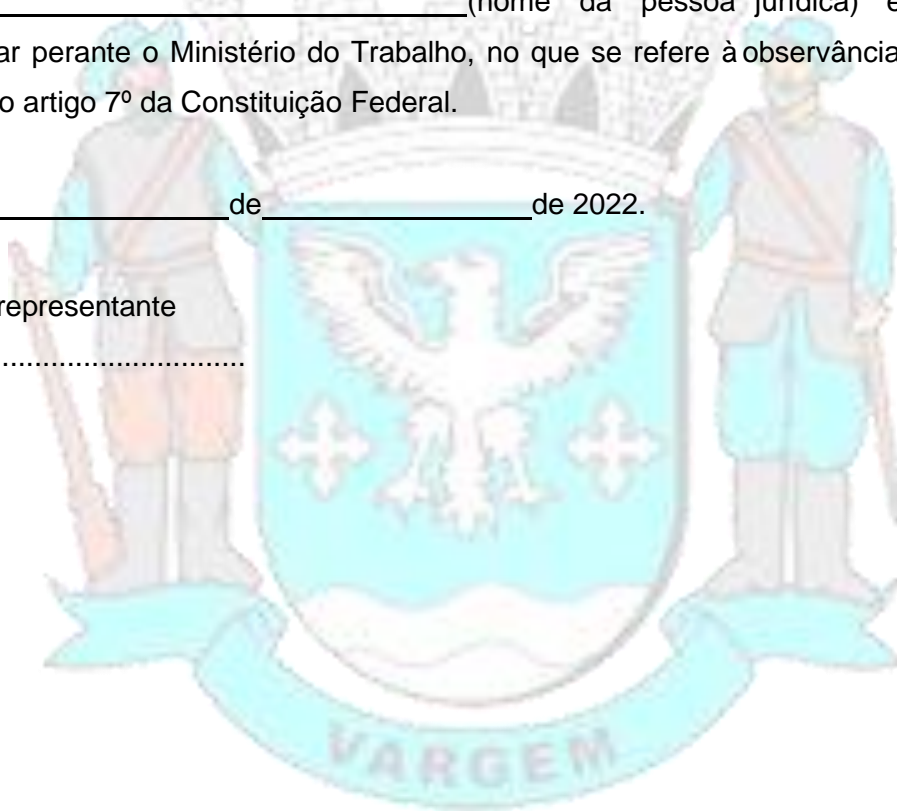 (nome da pessoa jurídica) e
ar perante o Ministério do Trabalho, no que se refere à observância
o artigo 7º da Constituição Federal.
de de 2022.
representante
..............................
VARGEM